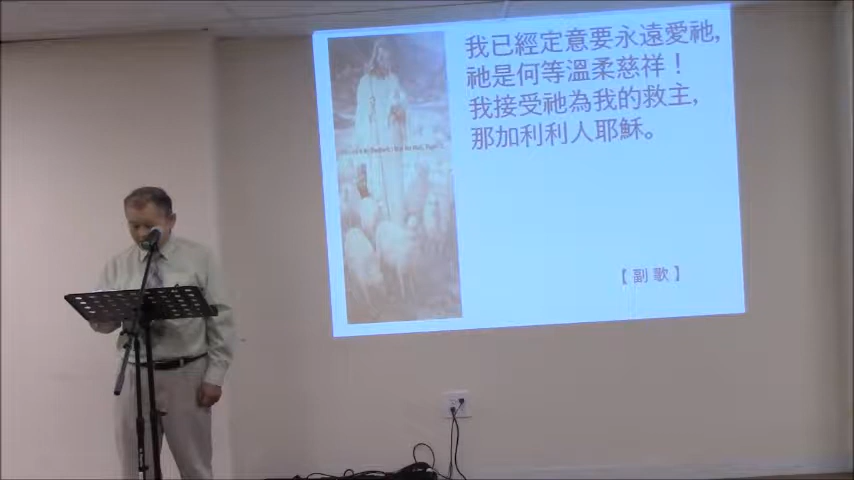 我已經定意要永遠愛祂,
祂是何等溫柔慈祥！
我接受祂為我的救主,
那加利利人耶穌。
【副歌】